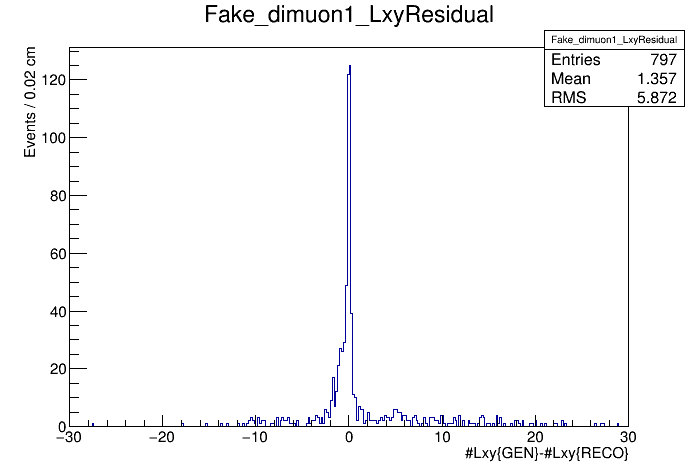 Fake_dimuon1_LxyResidual
Fake_dimuon1_LxyResidual
Entries 797
Mean 1.357
RMS 5.872
Events / 0.02 cm
120
100
80
60
40
20
0
−30 −20 −10 0 10 20 30
#Lxy{GEN}-#Lxy{RECO}